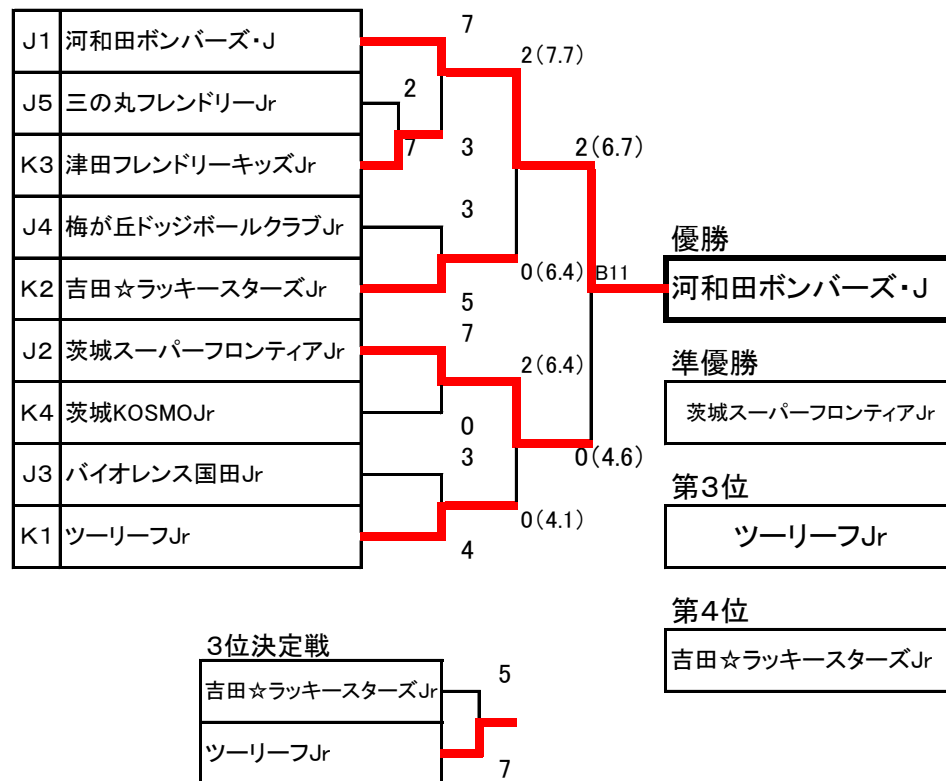 J1 河和田ボンバーズ・J
J5 三の丸フレンドリーJr
K3 津田フレンドリーキッズJr
J4 梅が丘ドッジボールクラブJr
K2 吉田☆ラッキースターズJr
J2 茨城スーパーフロンティアJr
K4 茨城KOSMOJr
J3 バイオレンス国田Jr
K1 ツーリーフJr
7
2
7
3
3
5
7
0
3
4
2(7.7)
0(6.4)
2(6.4)
0(4.1)
2(6.7)
B11
0(4.6)
優勝
河和田ボンバーズ・J
準優勝
茨城スーパーフロンティアJr
第3位
ツーリーフJr
第4位
吉田☆ラッキースターズJr
3位決定戦
吉田☆ラッキースターズJr
ツーリーフJr
5
7